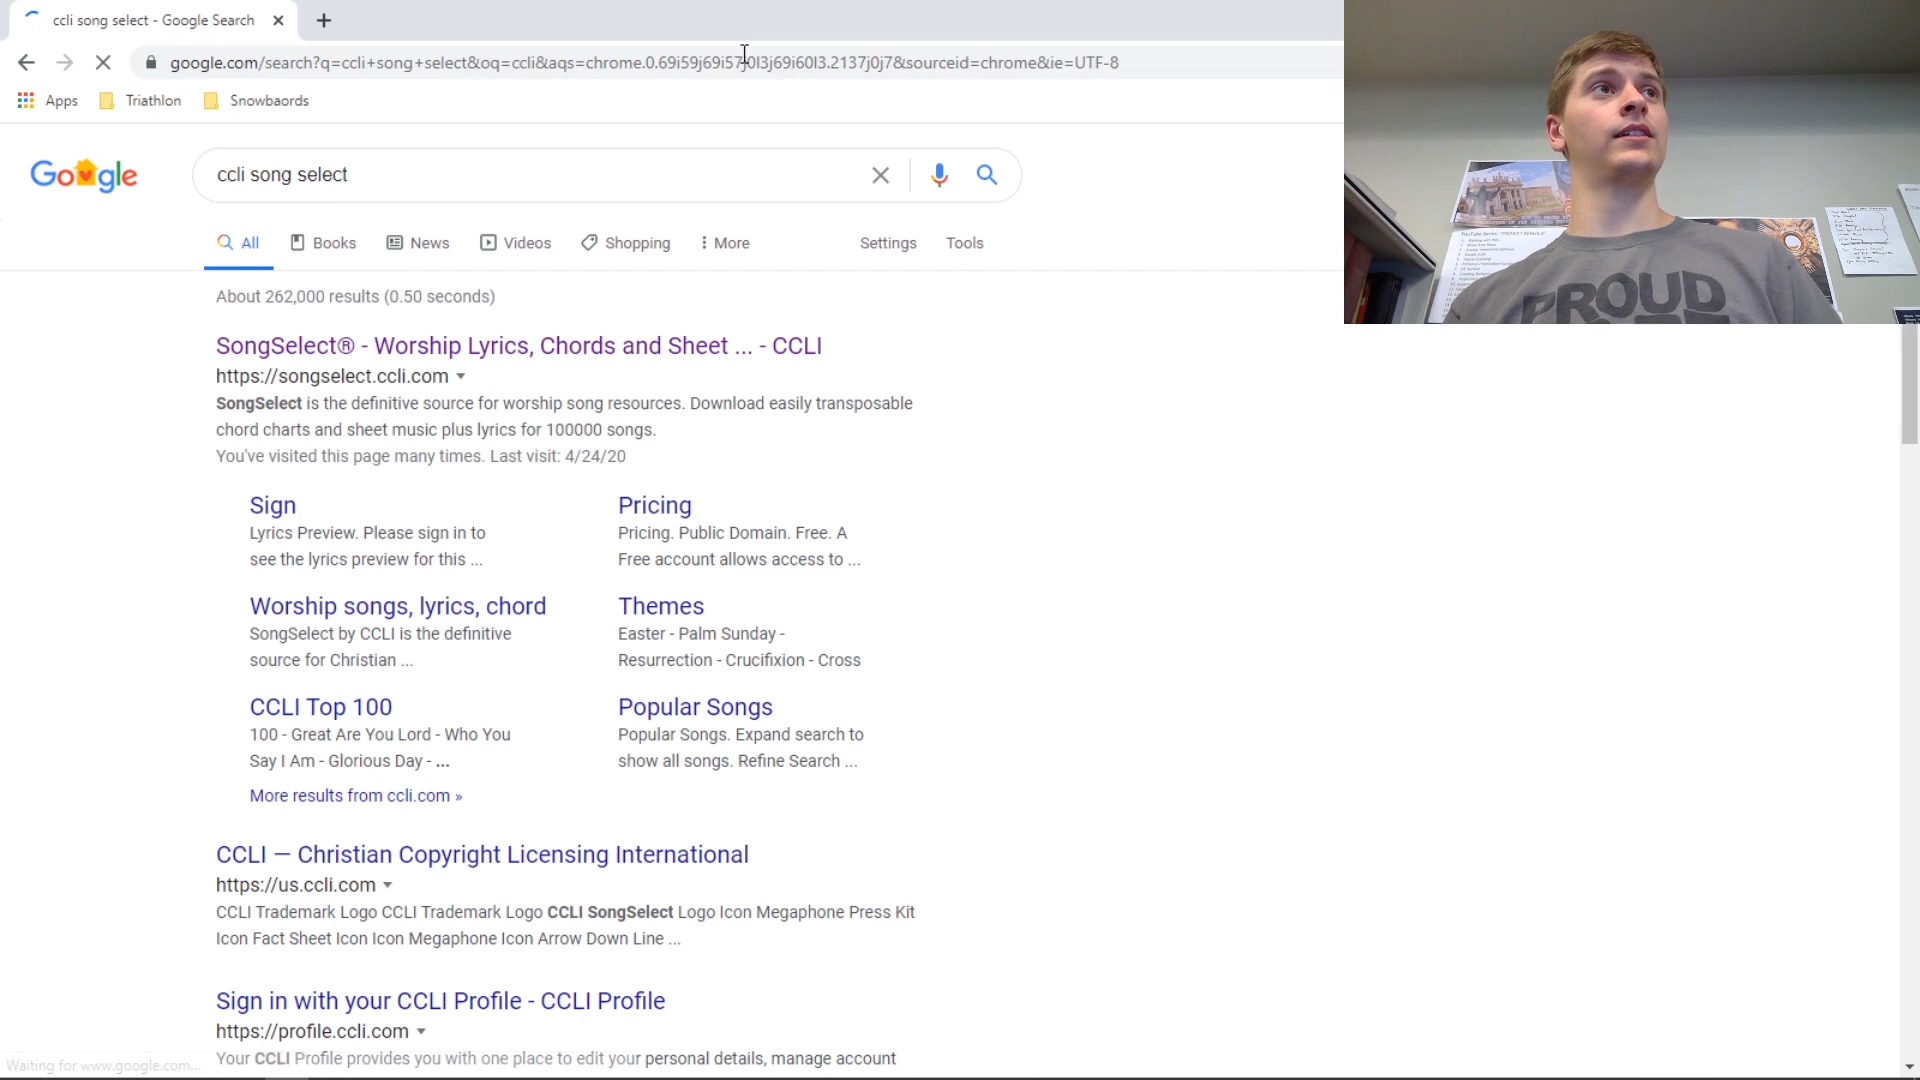 ccli song select - Google Search
google.com/search?q=ccli+song+select&oq=ccli&aqs=chrome.0.69i59j69i57j0l3j69i60l3.2137j0j7&sourceid=chrome&ie=UTF-8
Apps Triathlon Snowbaords
Google
ccli song select
All Books News Videos Shopping More Settings Tools
About 262,000 results (0.50 seconds)
SongSelect® - Worship Lyrics, Chords and Sheet ... - CCLI
https://songselect.ccli.com
SongSelect is the definitive source for worship song resources. Download easily transposable
chord charts and sheet music plus lyrics for 100000 songs.
You've visited this page many times. Last visit: 4/24/20
Sign
Lyrics Preview. Please sign in to
see the lyrics preview for this ...
Pricing
Pricing. Public Domain. Free. A
Free account allows access to ...
Worship songs, lyrics, chord
SongSelect by CCLI is the definitive
source for Christian ...
Themes
Easter - Palm Sunday -
Resurrection - Crucifixion - Cross
CCLI Top 100
100 - Great Are You Lord - Who You
Say I Am - Glorious Day - ...
Popular Songs
Popular Songs. Expand search to
show all songs. Refine Search ...
More results from ccli.com »
CCLI — Christian Copyright Licensing International
https://us.ccli.com
CCLI Trademark Logo CCLI Trademark Logo CCLI SongSelect Logo Icon Megaphone Press Kit
Icon Fact Sheet Icon Icon Megaphone Icon Arrow Down Line ...
Sign in with your CCLI Profile - CCLI Profile
https://profile.ccli.com
Your CCLI Profile provides you with one place to edit your personal details, manage account
Waiting for www.google.com...
YouTube Series: "PROJECT REBUILD"
PROUD